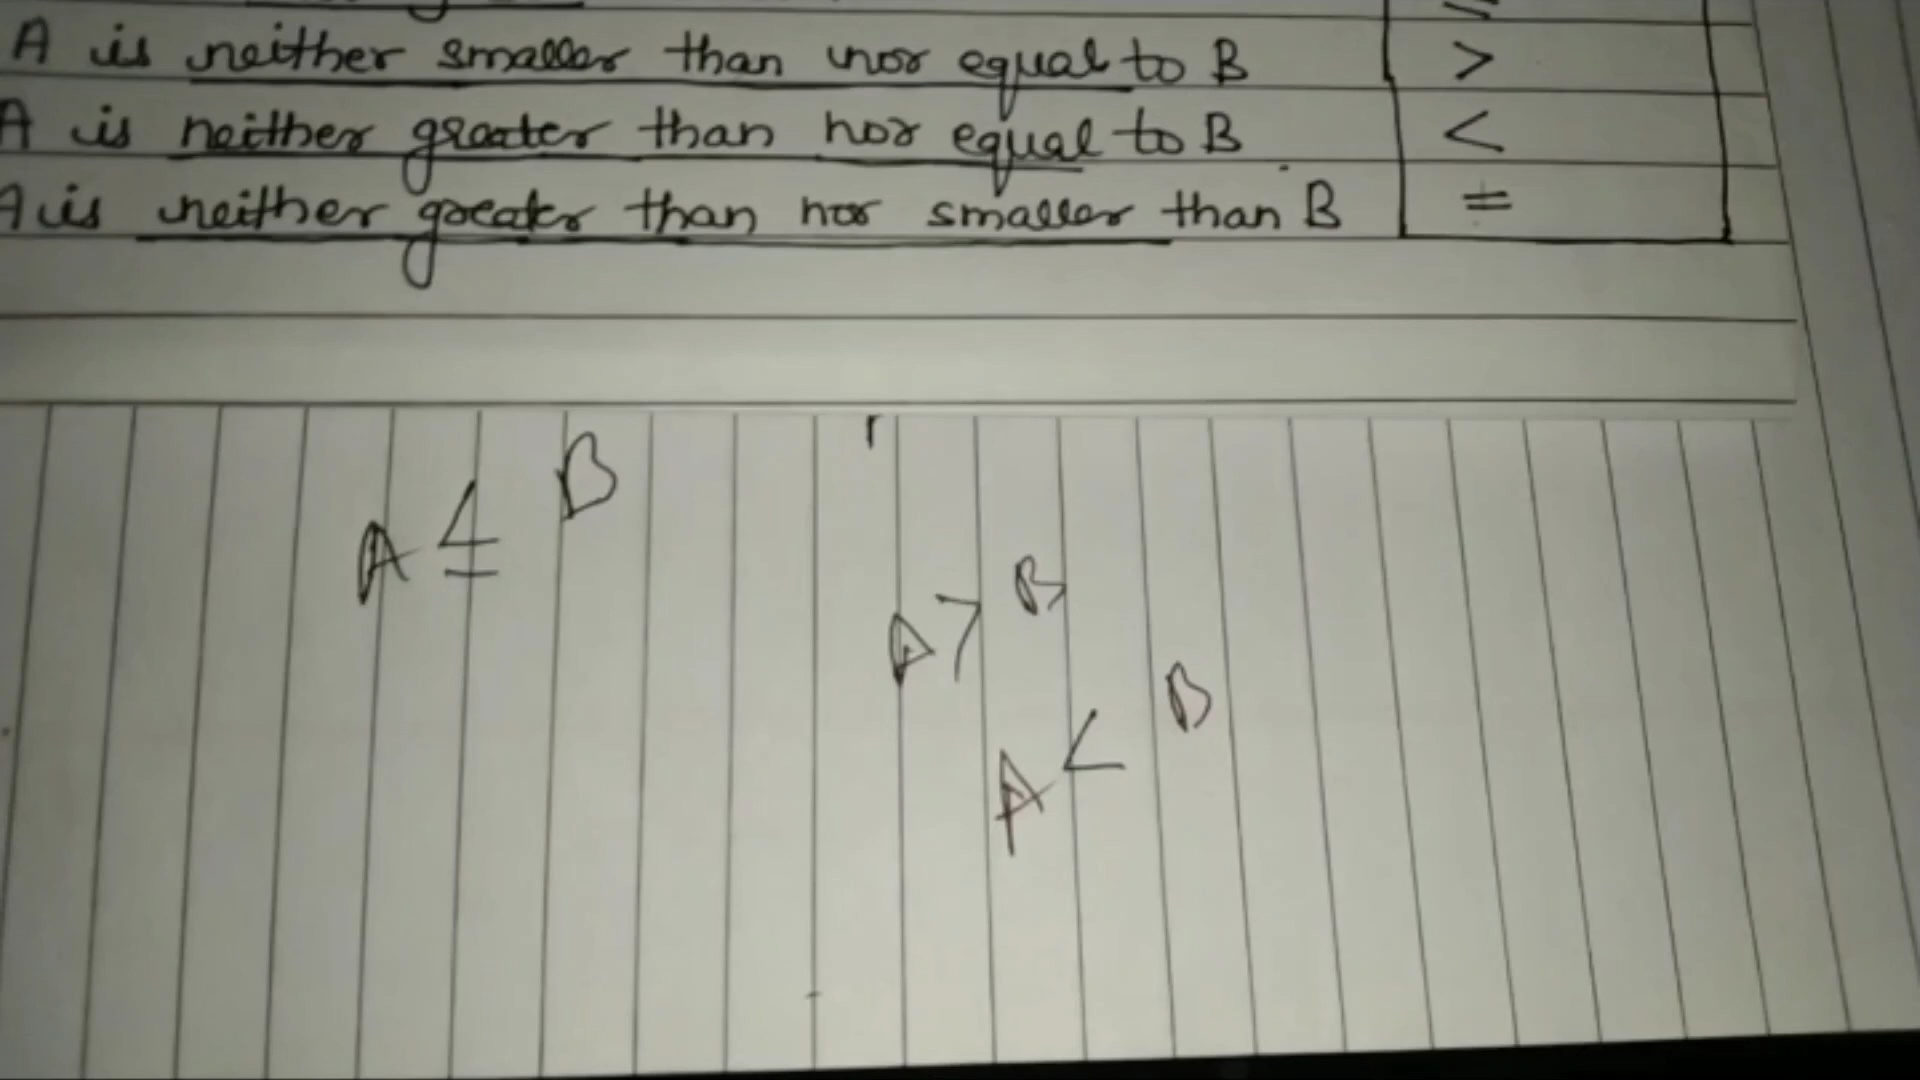 A is neither smaller than nor equal to B >
A is neither greater than nor equal to B <
A is neither greater than nor smaller than B =
A ≤ B
A > B
A < B